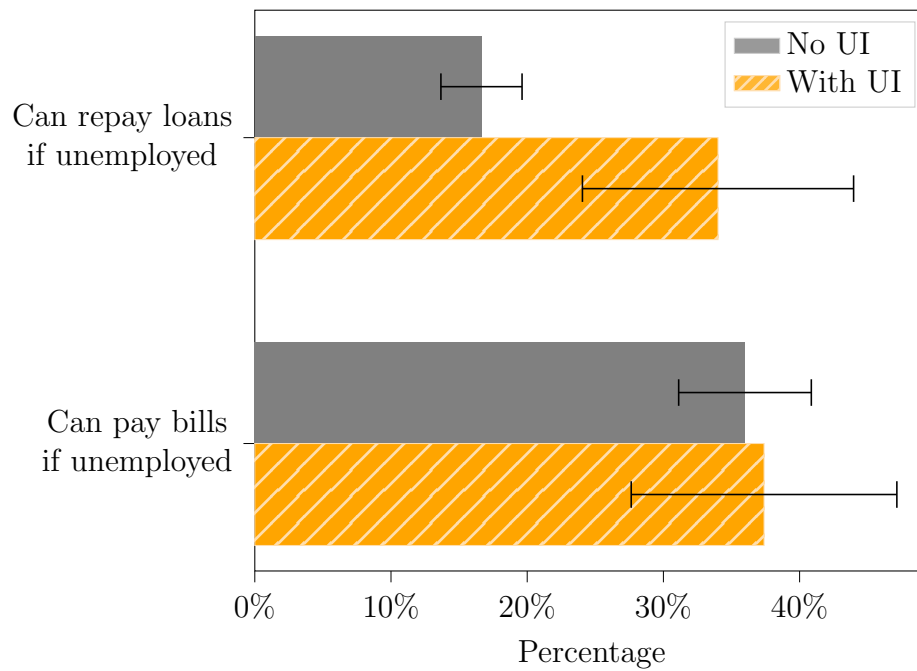 No UI
With UI
Can repay loans
if unemployed
Can pay bills
if unemployed
0% 10% 20% 30% 40%
Percentage